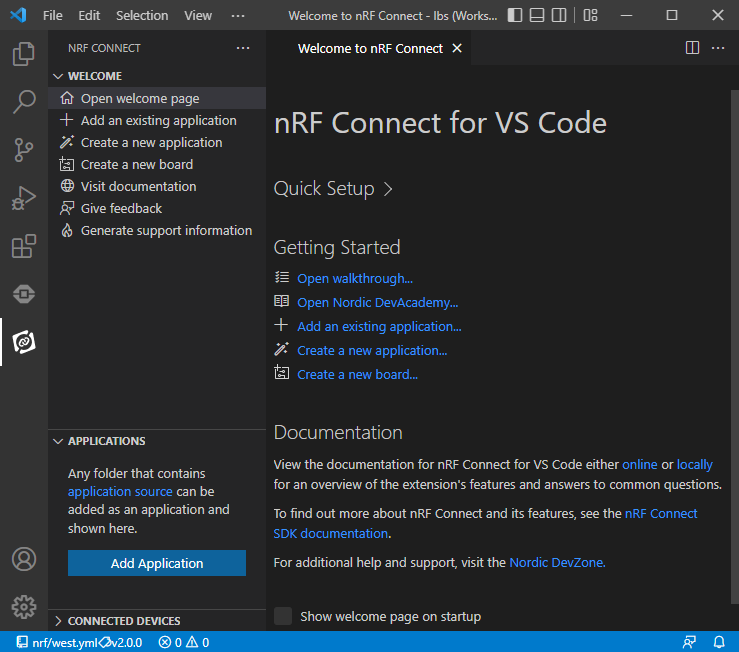 File Edit Selection View ··· Welcome to nRF Connect - lbs (Works...
NRF CONNECT ···
WELCOME
Open welcome page
Add an existing application
Create a new application
Create a new board
Visit documentation
Give feedback
Generate support information
APPLICATIONS
Any folder that contains
application source can be
added as an application and
shown here.
Add Application
CONNECTED DEVICES
Welcome to nRF Connect
nRF Connect for VS Code
Quick Setup
Getting Started
Open walkthrough...
Open Nordic DevAcademy...
Add an existing application...
Create a new application...
Create a new board...
Documentation
View the documentation for nRF Connect for VS Code either online or locally
for an overview of the extension's features and answers to common questions.
To find out more about nRF Connect and its features, see the nRF Connect
SDK documentation.
For additional help and support, visit the Nordic DevZone.
Show welcome page on startup
nrf/west.yml v2.0.0 0 0